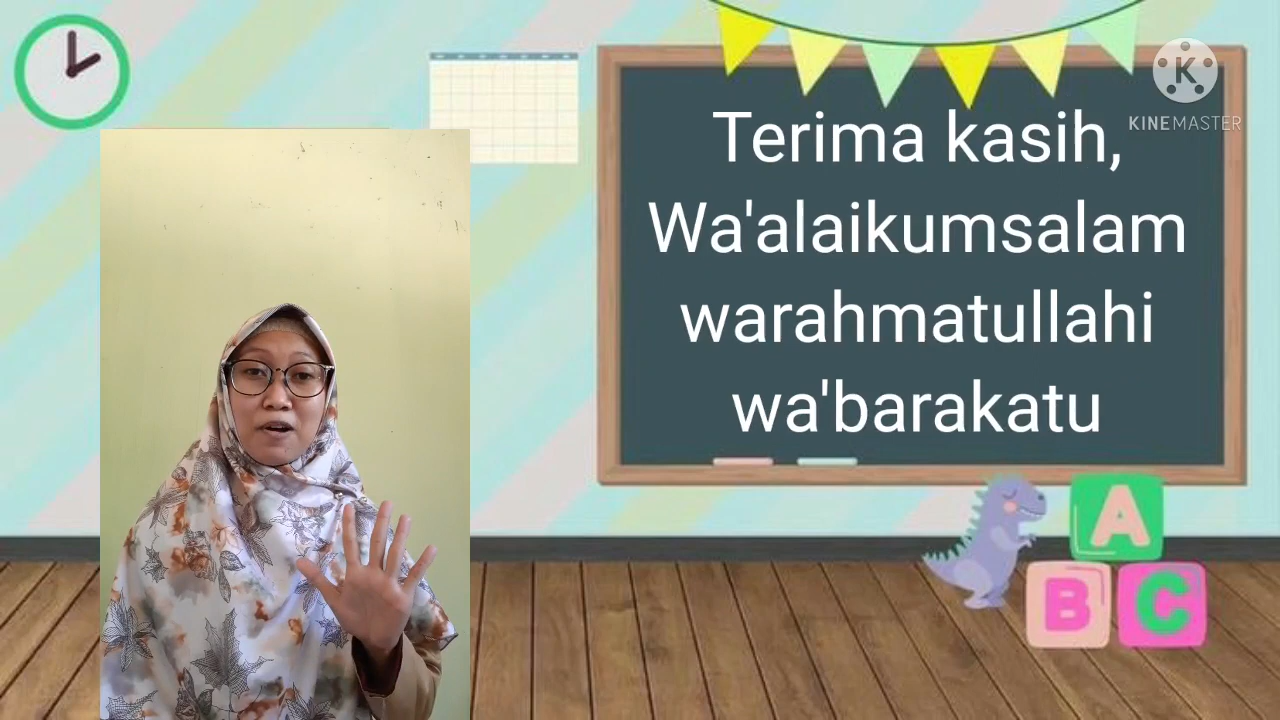 Terima kasih,
Wa'alaikumsalam
warahmatullahi
wa'barakatu
K
KINEMASTER
A
B C